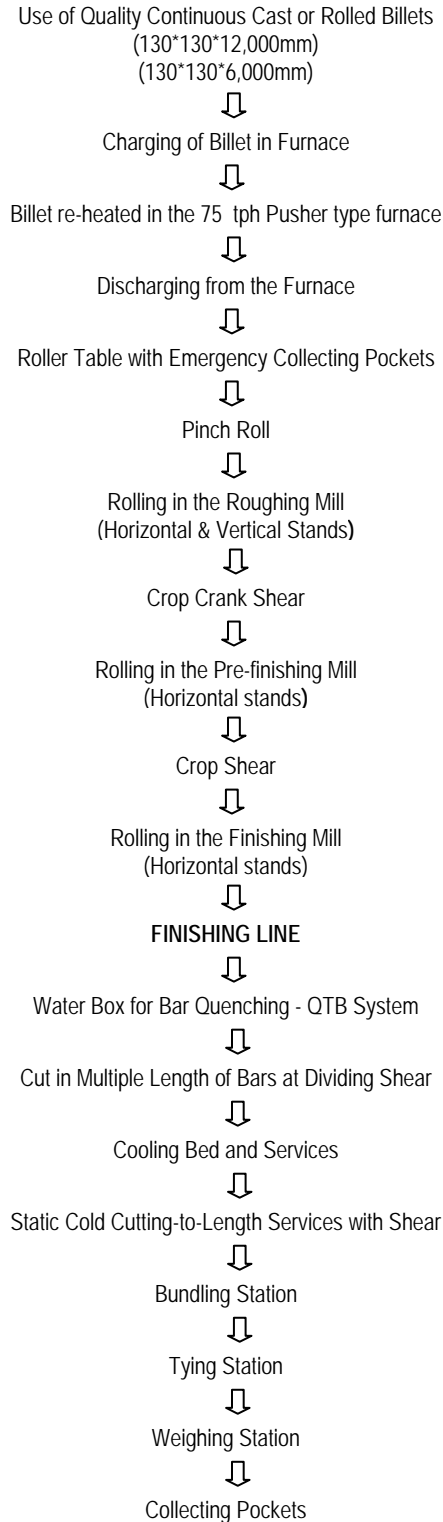 Use of Quality Continuous Cast or Rolled Billets
(130*130*12,000mm)
(130*130*6,000mm)
Charging of Billet in Furnace
Billet re-heated in the 75 tph Pusher type furnace
Discharging from the Furnace
Roller Table with Emergency Collecting Pockets
Pinch Roll
Rolling in the Roughing Mill
(Horizontal & Vertical Stands)
Crop Crank Shear
Rolling in the Pre-finishing Mill
(Horizontal stands)
Crop Shear
Rolling in the Finishing Mill
(Horizontal stands)
FINISHING LINE
Water Box for Bar Quenching - QTB System
Cut in Multiple Length of Bars at Dividing Shear
Cooling Bed and Services
Static Cold Cutting-to-Length Services with Shear
Bundling Station
Tying Station
Weighing Station
Collecting Pockets